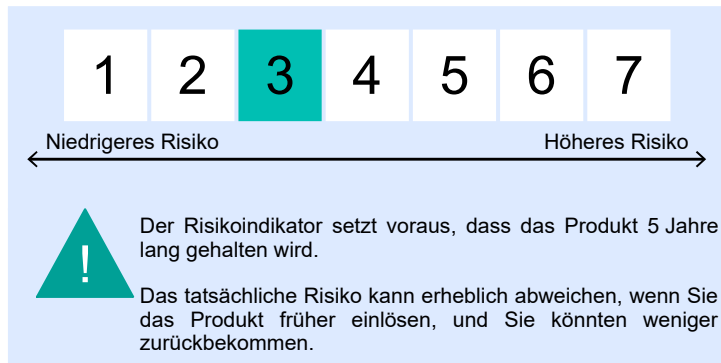 1 2 3 4 5 6 7
Niedrigeres Risiko Höheres Risiko
!
Der Risikoindikator setzt voraus, dass das Produkt 5 Jahre
lang gehalten wird.
Das tatsächliche Risiko kann erheblich abweichen, wenn Sie
das Produkt früher einlösen, und Sie könnten weniger
zurückbekommen.